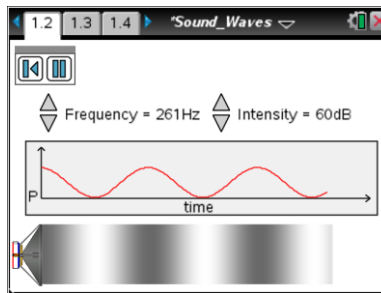 1.2 1.3 1.4 *Sound_Waves
Frequency = 261Hz Intensity = 60dB
P
time